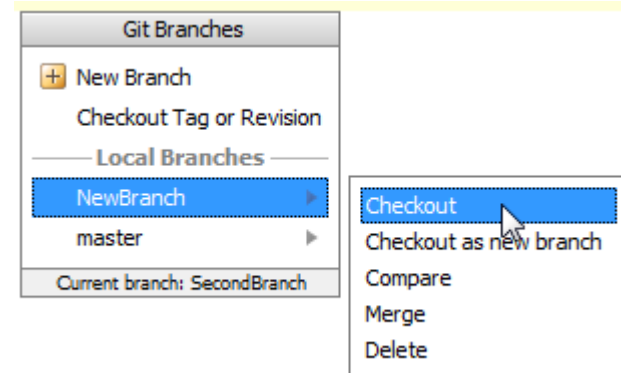 Git Branches
New Branch
Checkout Tag or Revision
Local Branches
NewBranch
master
Current branch: SecondBranch
Checkout
Checkout as new branch
Compare
Merge
Delete